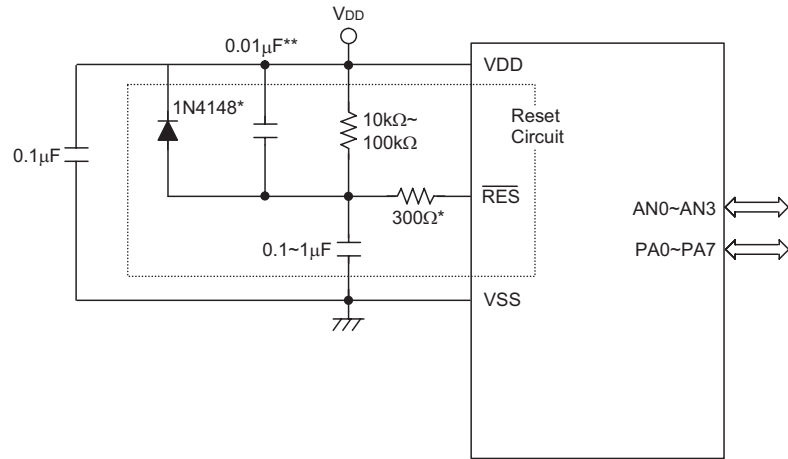 VDD
0.01μF**
VDD
1N4148*
10kΩ~
100kΩ
Reset
Circuit
0.1μF
300Ω*
RES
AN0~AN3
0.1~1μF
PA0~PA7
VSS